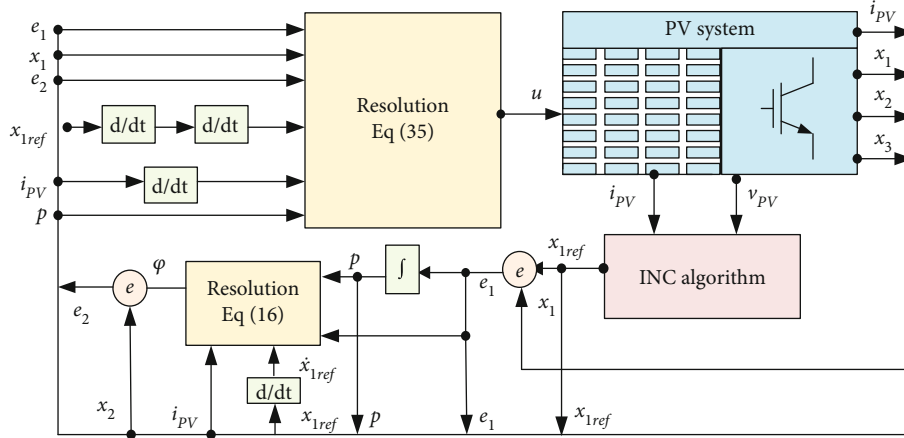 e1
x1
e2
x1ref
d/dt
d/dt
iPV
d/dt
p
Resolution
Eq (35)
u
PV system
iPV
x1
x2
x3
iPV
vPV
INC algorithm
x1ref
e
x1
e1
∫
p
Resolution
Eq (16)
φ
e
e2
x2
iPV
ẋ1ref
d/dt
x1ref
p
e1
x1ref